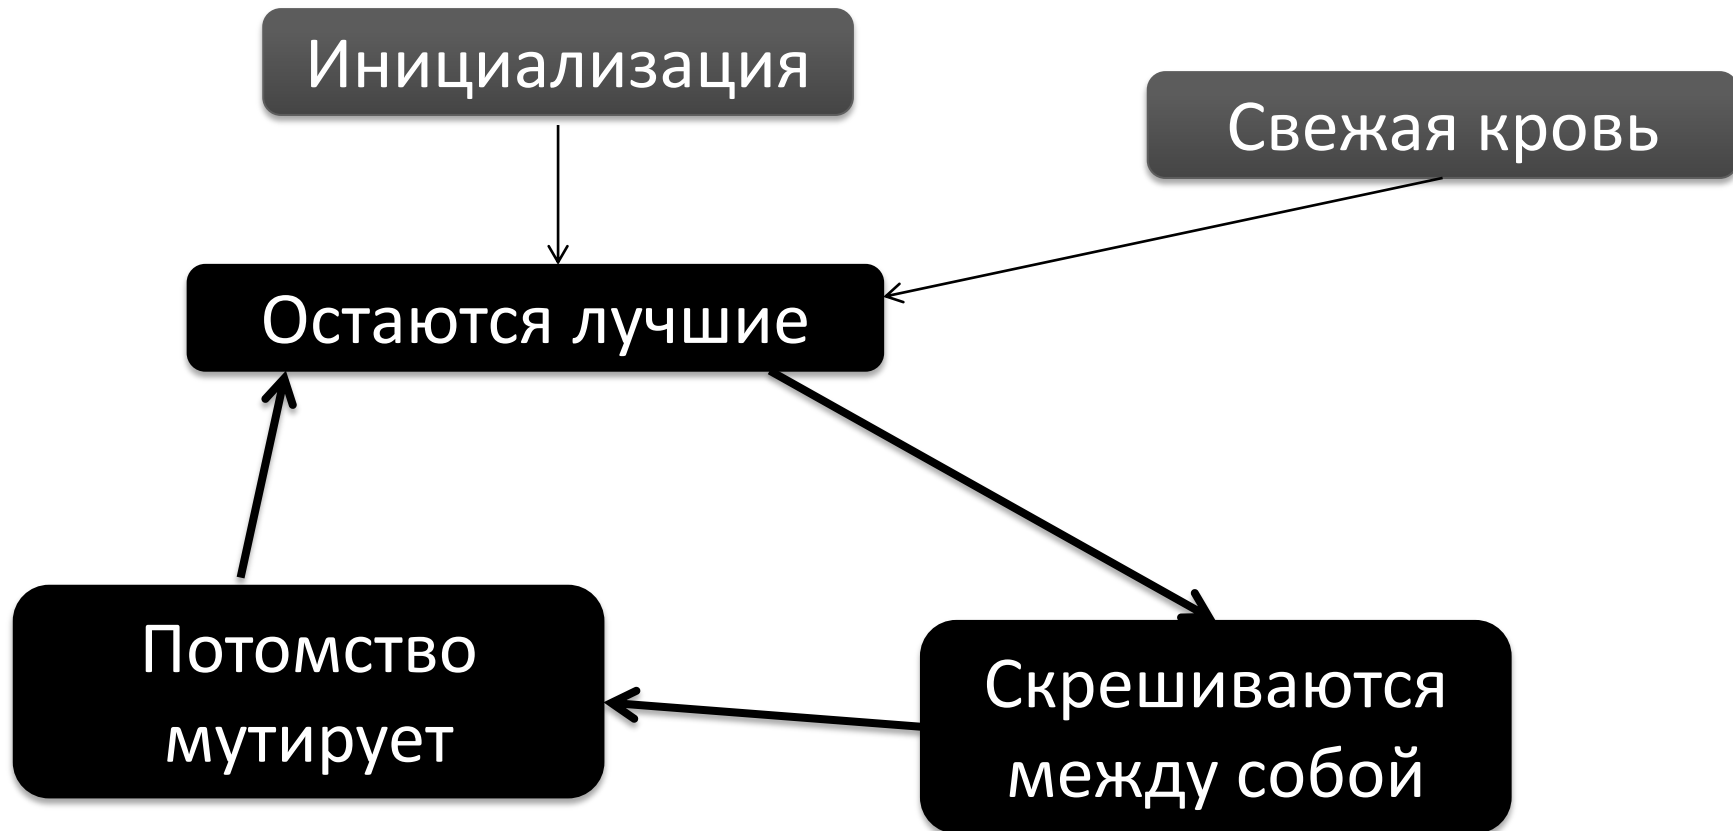 Инициализация
Свежая кровь
Остаются лучшие
Потомство
мутирует
Скрешиваются
между собой